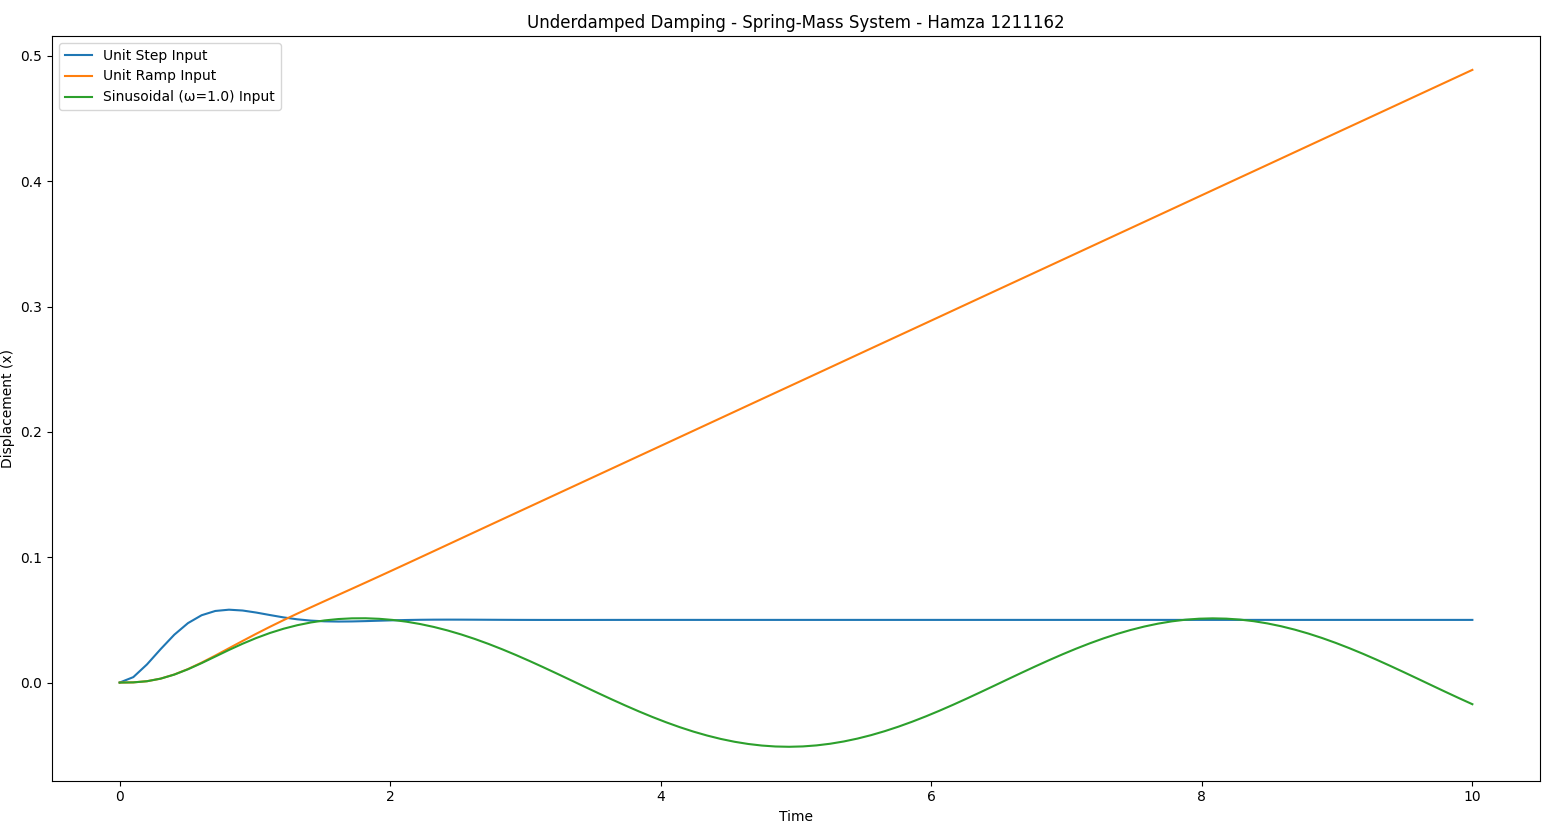 Underdamped Damping - Spring-Mass System - Hamza 1211162
Unit Step Input
Unit Ramp Input
Sinusoidal (ω=1.0) Input
0.5
0.4
0.3
0.2
0.1
0.0
Displacement (x)
0 2 4 6 8 10
Time